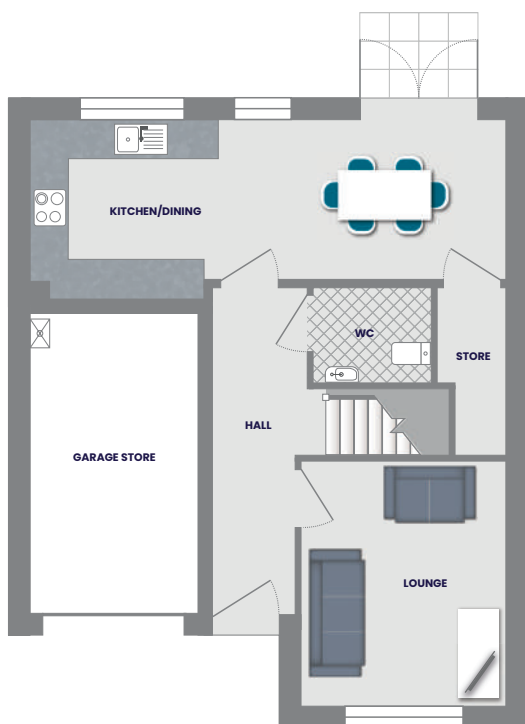 KITCHEN/DINING
WC
STORE
HALL
GARAGE STORE
LOUNGE